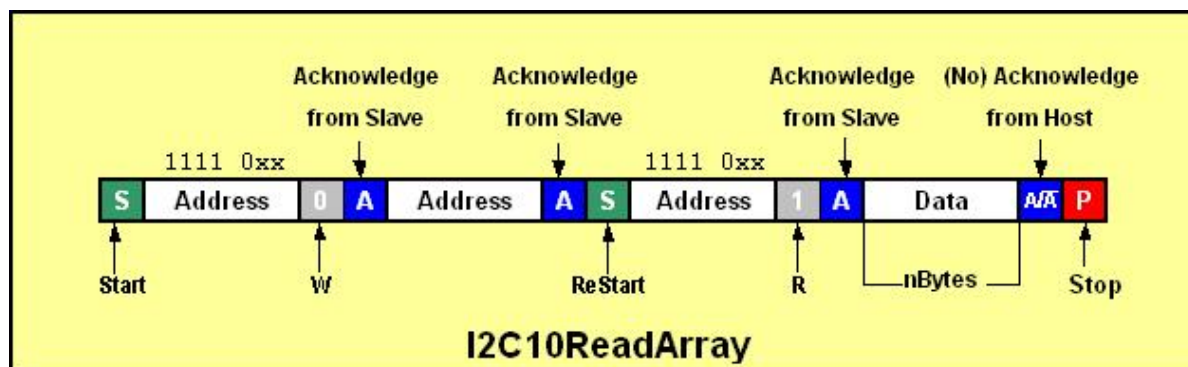 Acknowledge Acknowledge Acknowledge (No) Acknowledge
from Slave from Slave from Slave from Host
1111 0xx 1111 0xx
S Address 0 A Address A S Address 1 A Data A/A̅ P
Start W ReStart R nBytes Stop
I2C10ReadArray